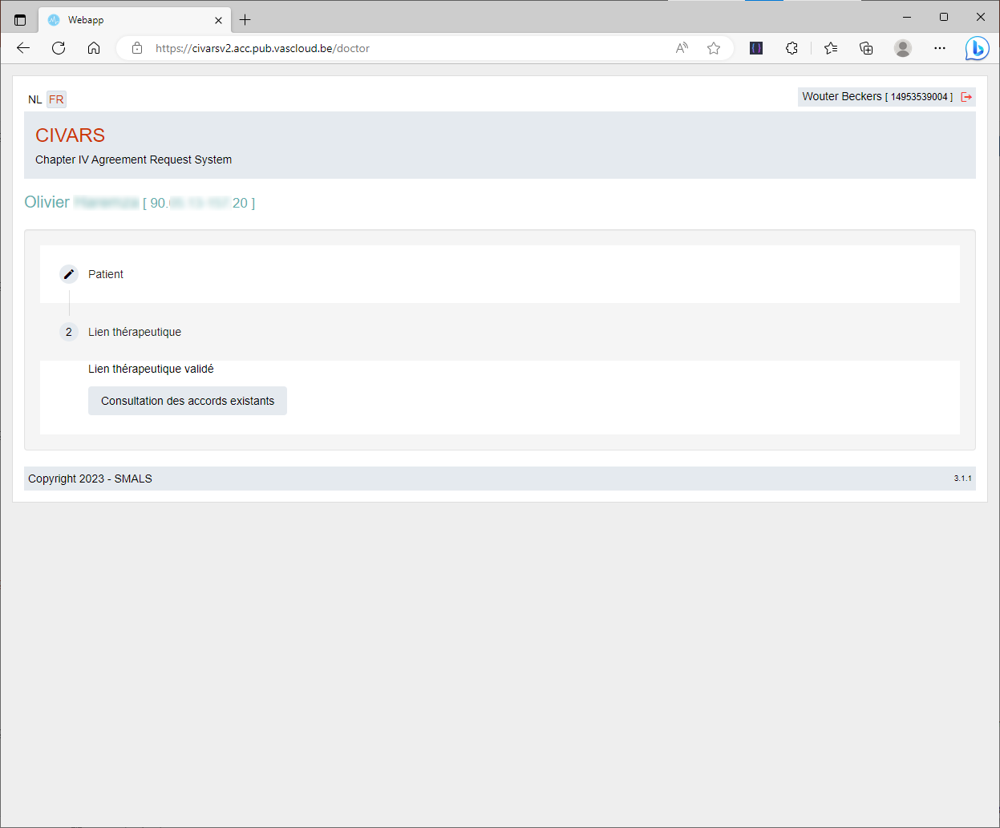 Webapp
https://civarsv2.acc.pub.vascloud.be/doctor
NL FR
Wouter Beckers [ 14953539004 ]
CIVARS
Chapter IV Agreement Request System
Olivier [ 90. 20 ]
Patient
2 Lien thérapeutique
Lien thérapeutique validé
Consultation des accords existants
Copyright 2023 - SMALS
3.1.1